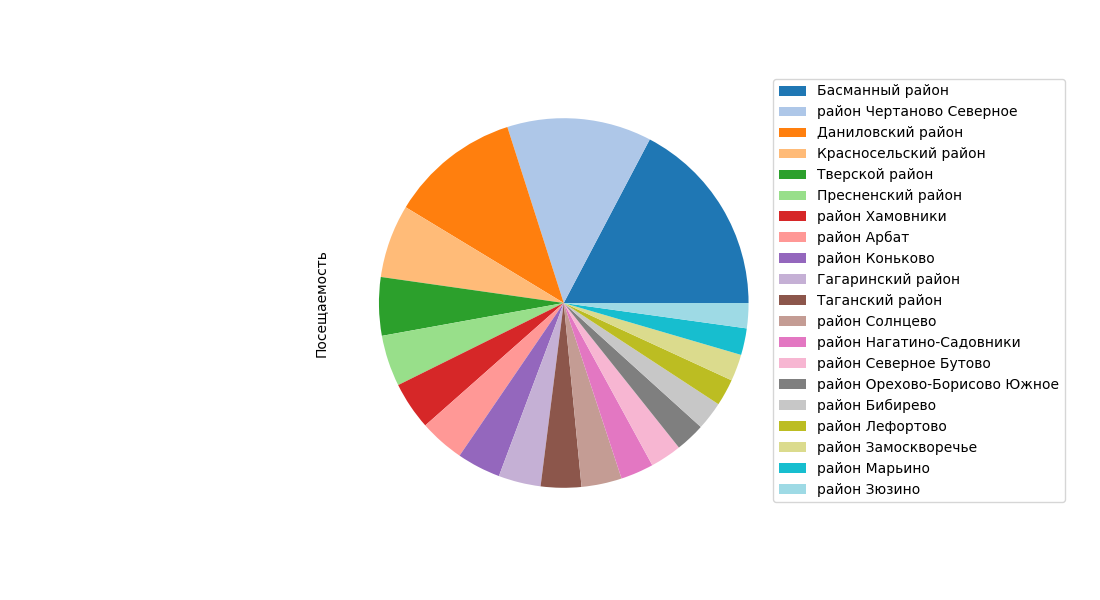 Посещаемость
Басманный район
район Чертаново Северное
Даниловский район
Красносельский район
Тверской район
Пресненский район
район Хамовники
район Арбат
район Коньково
Гагаринский район
Таганский район
район Солнцево
район Нагатино-Садовники
район Северное Бутово
район Орехово-Борисово Южное
район Бибирево
район Лефортово
район Замоскворечье
район Марьино
район Зюзино